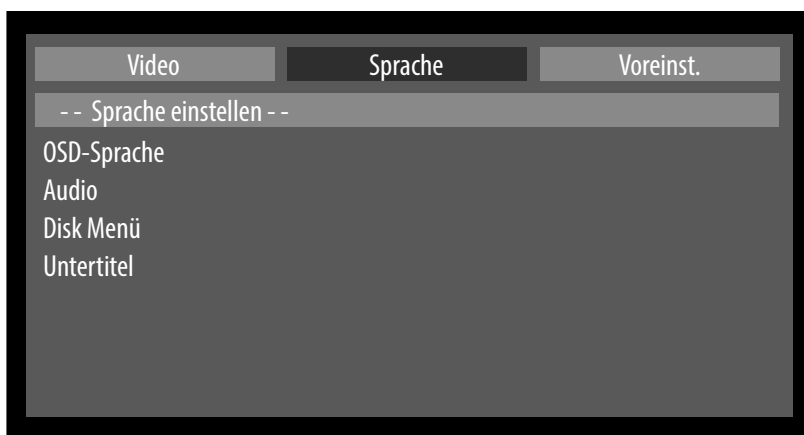 Video Sprache Voreinst.
- - Sprache einstellen - -
OSD-Sprache
Audio
Disk Menü
Untertitel